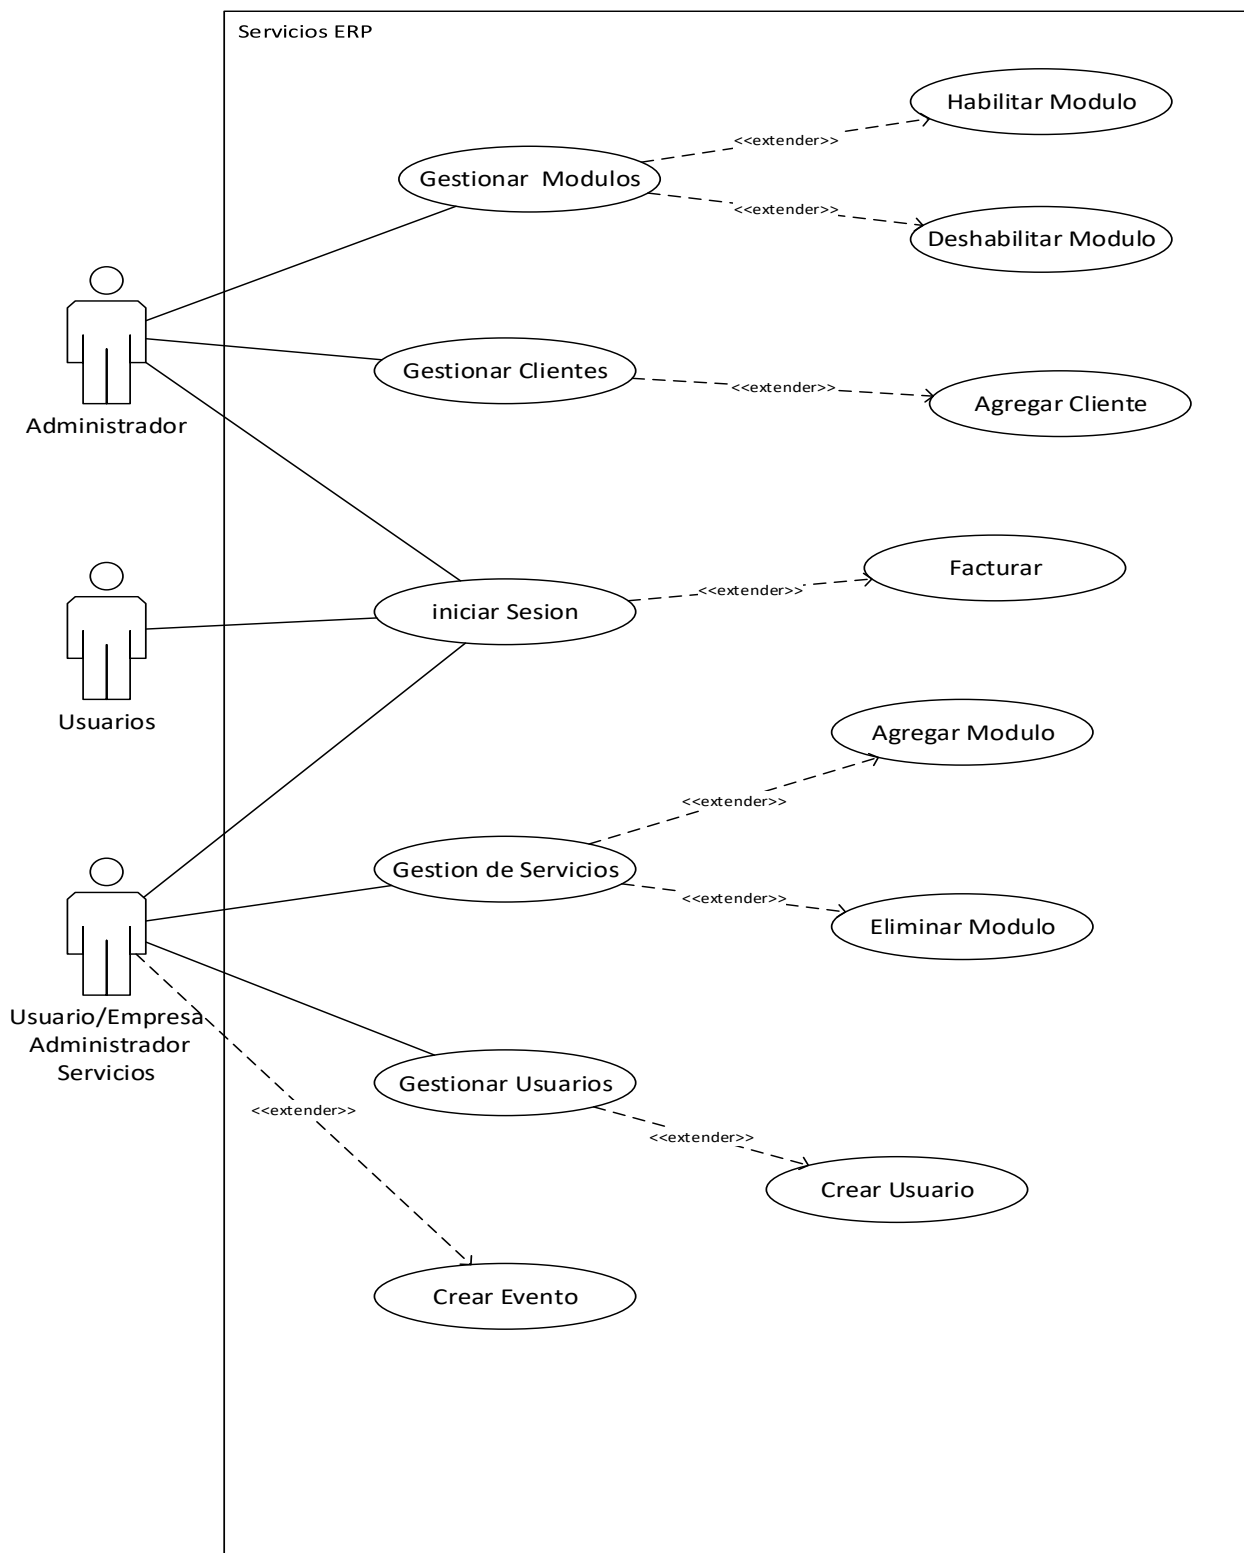 Servicios ERP
Habilitar Modulo
<<extender>>
Gestionar Modulos
<<extender>>
Deshabilitar Modulo
Gestionar Clientes
<<extender>>
Agregar Cliente
Administrador
Facturar
<<extender>>
iniciar Sesion
Usuarios
Agregar Modulo
<<extender>>
Gestion de Servicios
<<extender>>
Eliminar Modulo
Usuario/Empresa
Administrador
Servicios
Gestionar Usuarios
<<extender>>
<<extender>>
Crear Usuario
Crear Evento